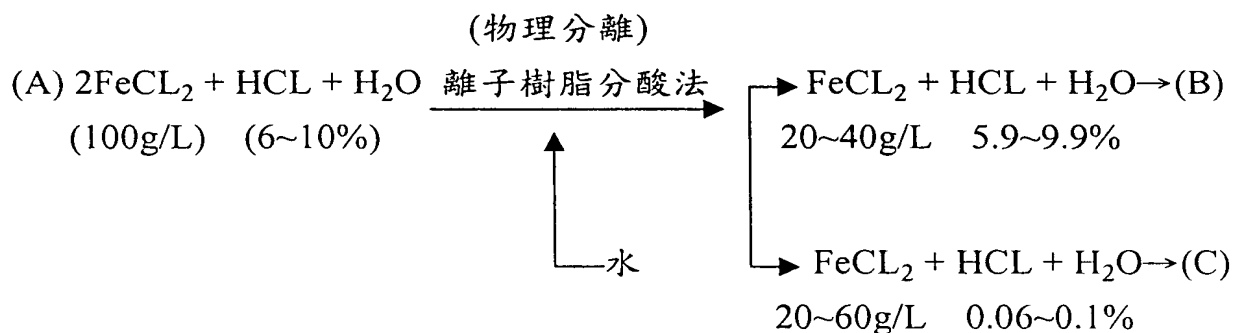 (物理分離)
(A) 2FeCL₂ + HCL + H₂O 離子樹脂分酸法 FeCL₂ + HCL + H₂O→(B)
(100g/L) (6~10%) 20~40g/L 5.9~9.9%
水 FeCL₂ + HCL + H₂O→(C)
20~60g/L 0.06~0.1%